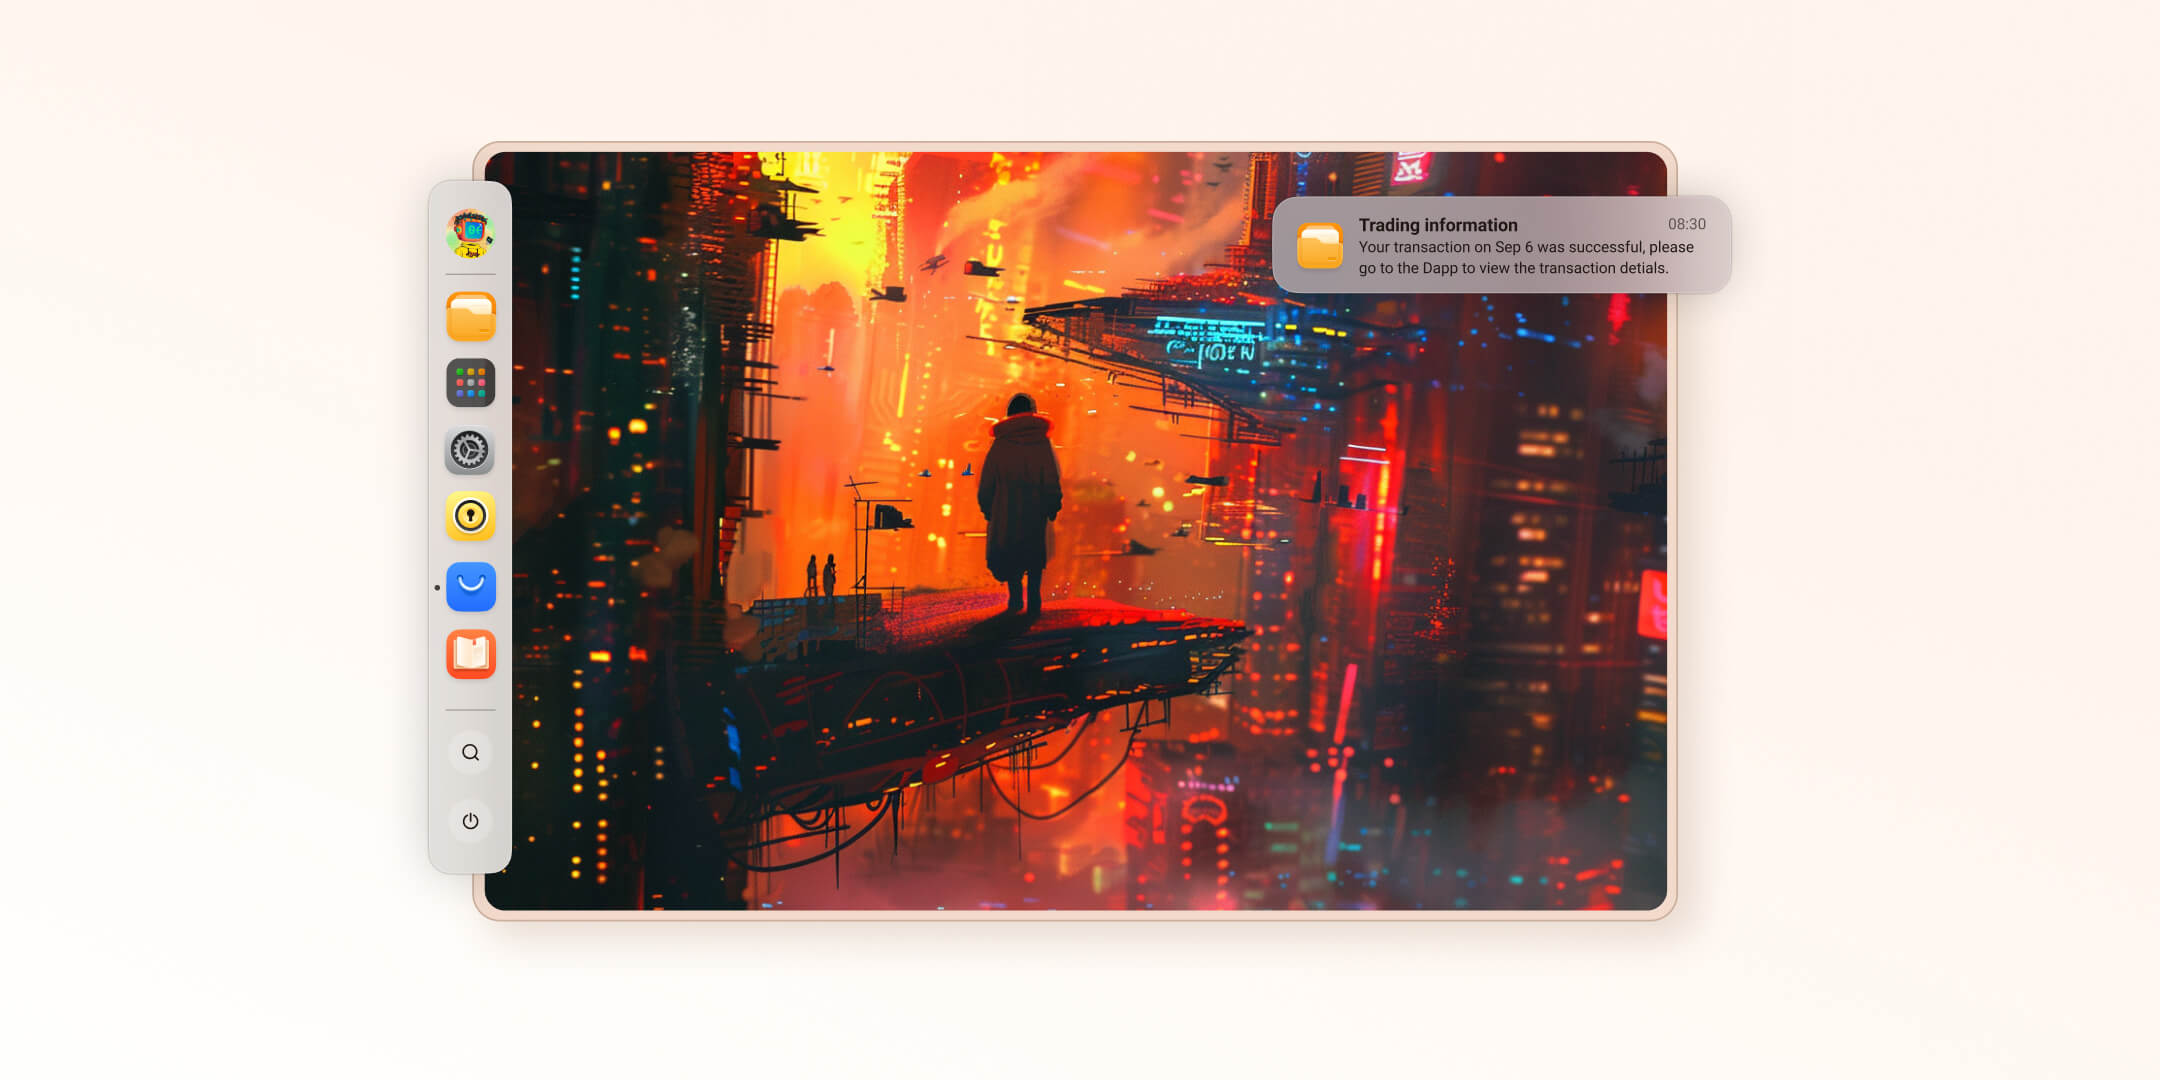 Trading information
08:30
Your transaction on Sep 6 was successful, please
go to the Dapp to view the transaction detials.